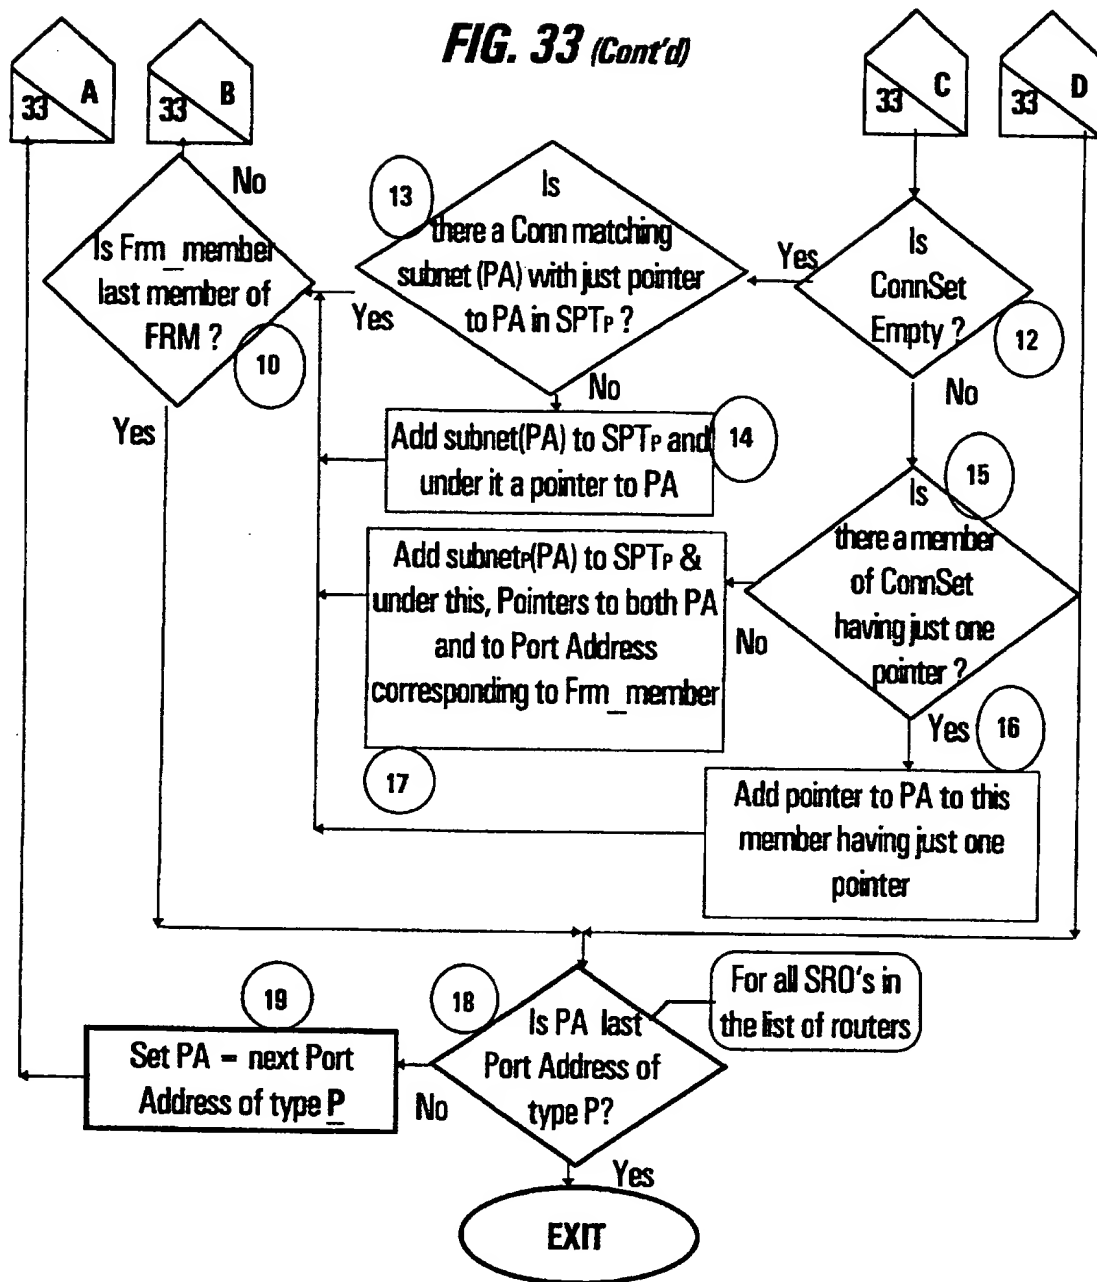 FIG. 33 (Cont'd)
33 A
33 B
33 C
33 D
No
Is Frm_member
last member of
FRM ?
10
Yes
13
Is
there a Conn matching
subnet (PA) with just pointer
to PA in SPTP ?
Yes
No
Yes
Is
ConnSet
Empty ?
12
No
Add subnet(PA) to SPTP and
under it a pointer to PA
14
15
Is
there a member
of ConnSet
having just one
pointer ?
No
Yes
Add subnetP(PA) to SPTP &
under this, Pointers to both PA
and to Port Address
corresponding to Frm_member
17
16
Add pointer to PA to this
member having just one
pointer
18
Is PA last
Port Address of
type P?
For all SRO's in
the list of routers
No
19
Set PA = next Port
Address of type P
Yes
EXIT